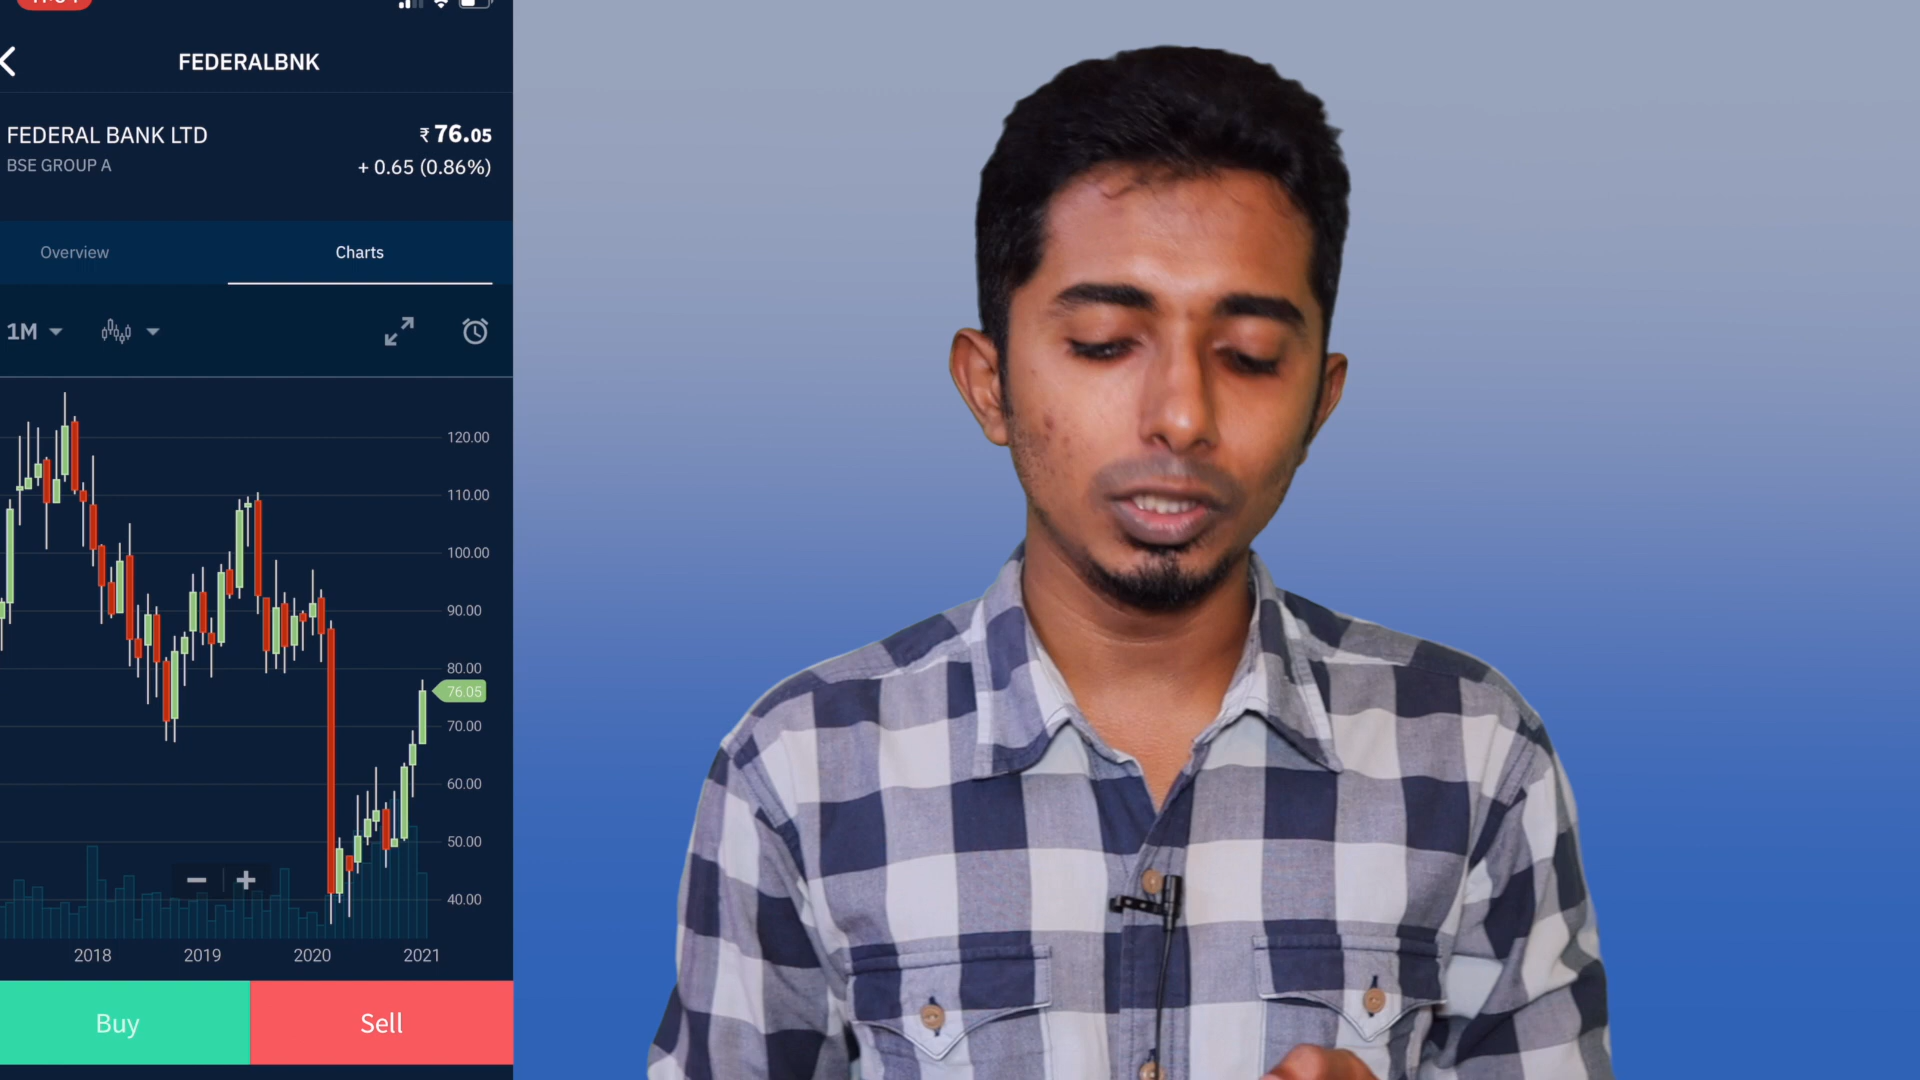 FEDERALBNK
FEDERAL BANK LTD
₹ 76.05
BSE GROUP A
+ 0.65 (0.86%)
Overview
Charts
1M
120.00
110.00
100.00
90.00
80.00
76.05
70.00
60.00
50.00
40.00
2018
2019
2020
2021
Buy
Sell